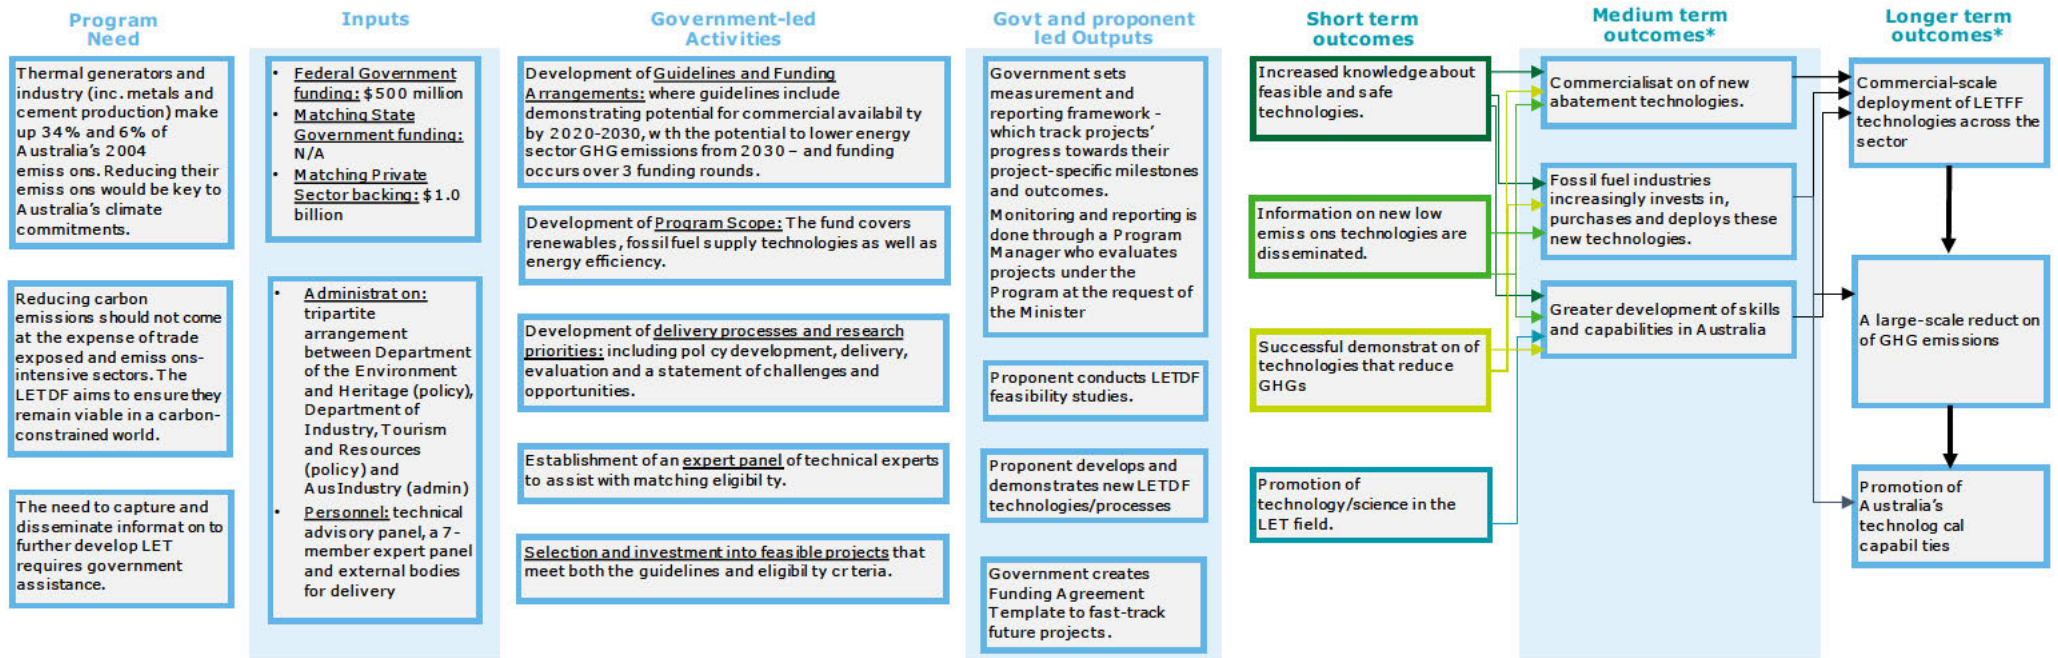 Program
Need
Thermal generators and
industry (inc. metals and
cement production) make
up 34% and 6% of
Australia's 2004
emiss ons. Reducing their
emiss ons would be key to
Australia's climate
commitments.
Reducing carbon
emissions should not come
at the expense of trade
exposed and emiss ons-
intensive sectors. The
LETDF aims to ensure they
remain viable in a carbon-
constrained world.
The need to capture and
disseminate informat on to
further develop LET
requires government
assistance.
Inputs
• Federal Government
funding: $500 million
• Matching State
Government funding:
N/A
• Matching Private
Sector backing: $1.0
billion
• Administrat on:
tripartite
arrangement
between Department
of the Environment
and Heritage (policy),
Department of
Industry, Tourism
and Resources
(policy) and
AusIndustry (admin)
• Personnel: technical
advisory panel, a 7-
member expert panel
and external bodies
for delivery
Government-led
Activities
Development of Guidelines and Funding
Arrangements: where guidelines include
demonstrating potential for commercial availability
by 2020-2030, w th the potential to lower energy
sector GHG emissions from 2030 – and funding
occurs over 3 funding rounds.
Development of Program Scope: The fund covers
renewables, fossil fuel supply technologies as well as
energy efficiency.
Development of delivery processes and research
priorities: including pol cy development, delivery,
evaluation and a statement of challenges and
opportunities.
Establishment of an expert panel of technical experts
to assist with matching eligibility.
Selection and investment into feasible projects that
meet both the guidelines and eligibility cr teria.
Govt and proponent
led Outputs
Government sets
measurement and
reporting framework -
which track projects'
progress towards their
project-specific milestones
and outcomes.
Monitoring and reporting is
done through a Program
Manager who evaluates
projects under the
Program at the request of
the Minister
Proponent conducts LETDF
feasibility studies.
Proponent develops and
demonstrates new LETDF
technologies/processes
Government creates
Funding Agreement
Template to fast-track
future projects.
Short term
outcomes
Increased knowledge about
feasible and safe
technologies.
Information on new low
emiss ons technologies are
disseminated.
Successful demonstration of
technologies that reduce
GHGs
Promotion of
technology/science in the
LET field.
Medium term
outcomes*
Commercialisat on of new
abatement technologies.
Fossil fuel industries
increasingly invests in,
purchases and deploys these
new technologies.
Greater development of skills
and capabilities in Australia
Longer term
outcomes*
Commercial-scale
deployment of LETFF
technologies across the
sector
A large-scale reduct on
of GHG emissions
Promotion of
Australia's
technolog cal
capabil ties